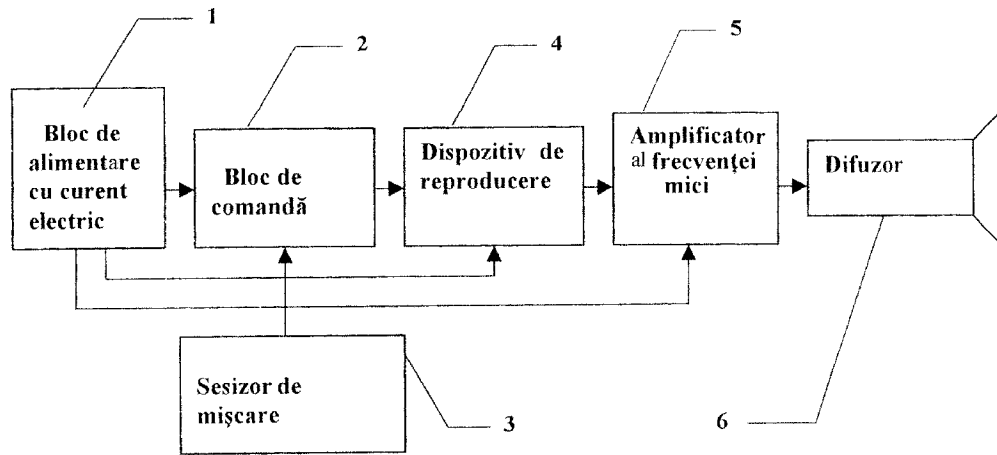 1
2
4
5
Bloc de
alimentare
cu curent
electric
Bloc de
comandă
Dispozitiv de
reproducere
Amplificator
al frecvenţei
mici
Difuzor
Sesizor de
mişcare
3
6